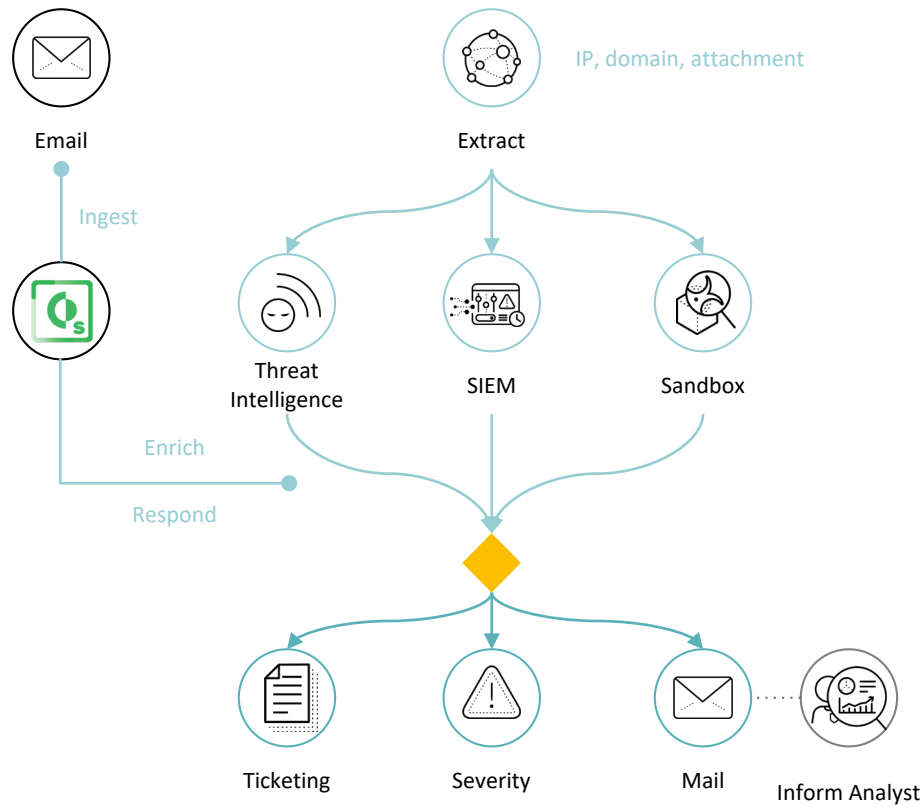 IP, domain, attachment
Email
Extract
Ingest
s
Threat
Intelligence
SIEM
Sandbox
Enrich
Respond
Ticketing
Severity
Mail
Inform Analyst